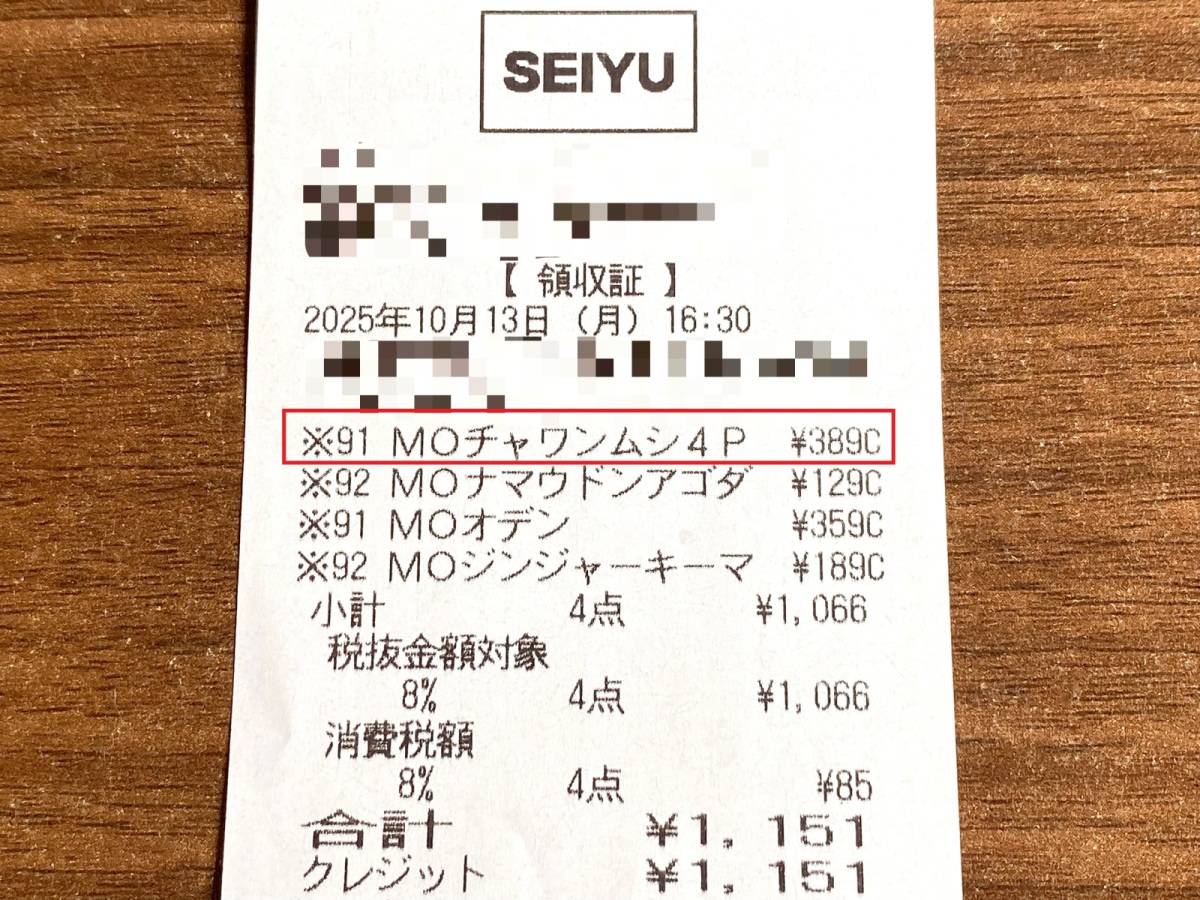 SEIYU
【 領収証 】
2025年10月13日 (月) 16:30
※91 MOチャワンムシ4P ¥389C
※92 MOナマウドンアゴダ ¥129C
※91 MOオデン ¥359C
※92 MOジンジャーキーマ ¥189C
小計 4点 ¥1,066
税抜金額対象
8% 4点 ¥1,066
消費税額
8% 4点 ¥85
合計 ¥1,151
クレジット ¥1,151